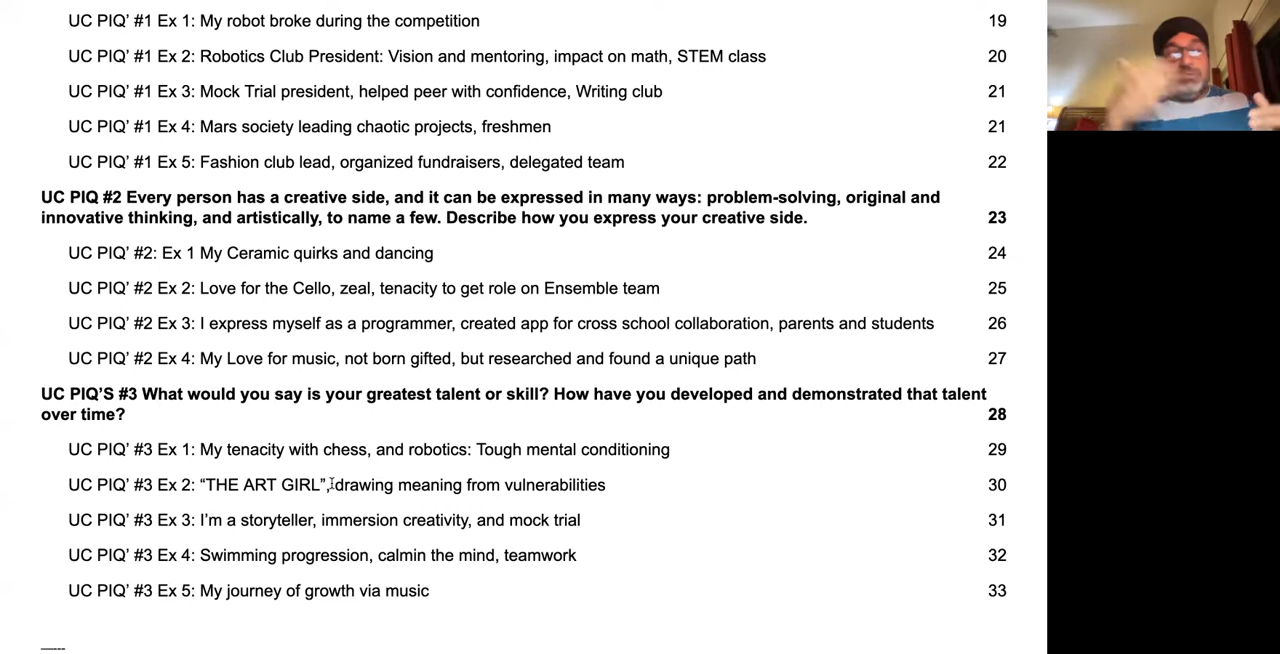 UC PIQ’ #1 Ex 1: My robot broke during the competition 19
UC PIQ’ #1 Ex 2: Robotics Club President: Vision and mentoring, impact on math, STEM class 20
UC PIQ’ #1 Ex 3: Mock Trial president, helped peer with confidence, Writing club 21
UC PIQ’ #1 Ex 4: Mars society leading chaotic projects, freshmen 21
UC PIQ’ #1 Ex 5: Fashion club lead, organized fundraisers, delegated team 22
UC PIQ #2 Every person has a creative side, and it can be expressed in many ways: problem-solving, original and
innovative thinking, and artistically, to name a few. Describe how you express your creative side. 23
UC PIQ’ #2: Ex 1 My Ceramic quirks and dancing 24
UC PIQ’ #2 Ex 2: Love for the Cello, zeal, tenacity to get role on Ensemble team 25
UC PIQ’ #2 Ex 3: I express myself as a programmer, created app for cross school collaboration, parents and students 26
UC PIQ’ #2 Ex 4: My Love for music, not born gifted, but researched and found a unique path 27
UC PIQ’S #3 What would you say is your greatest talent or skill? How have you developed and demonstrated that talent
over time? 28
UC PIQ’ #3 Ex 1: My tenacity with chess, and robotics: Tough mental conditioning 29
UC PIQ’ #3 Ex 2: “THE ART GIRL”, drawing meaning from vulnerabilities 30
UC PIQ’ #3 Ex 3: I’m a storyteller, immersion creativity, and mock trial 31
UC PIQ’ #3 Ex 4: Swimming progression, calmin the mind, teamwork 32
UC PIQ’ #3 Ex 5: My journey of growth via music 33